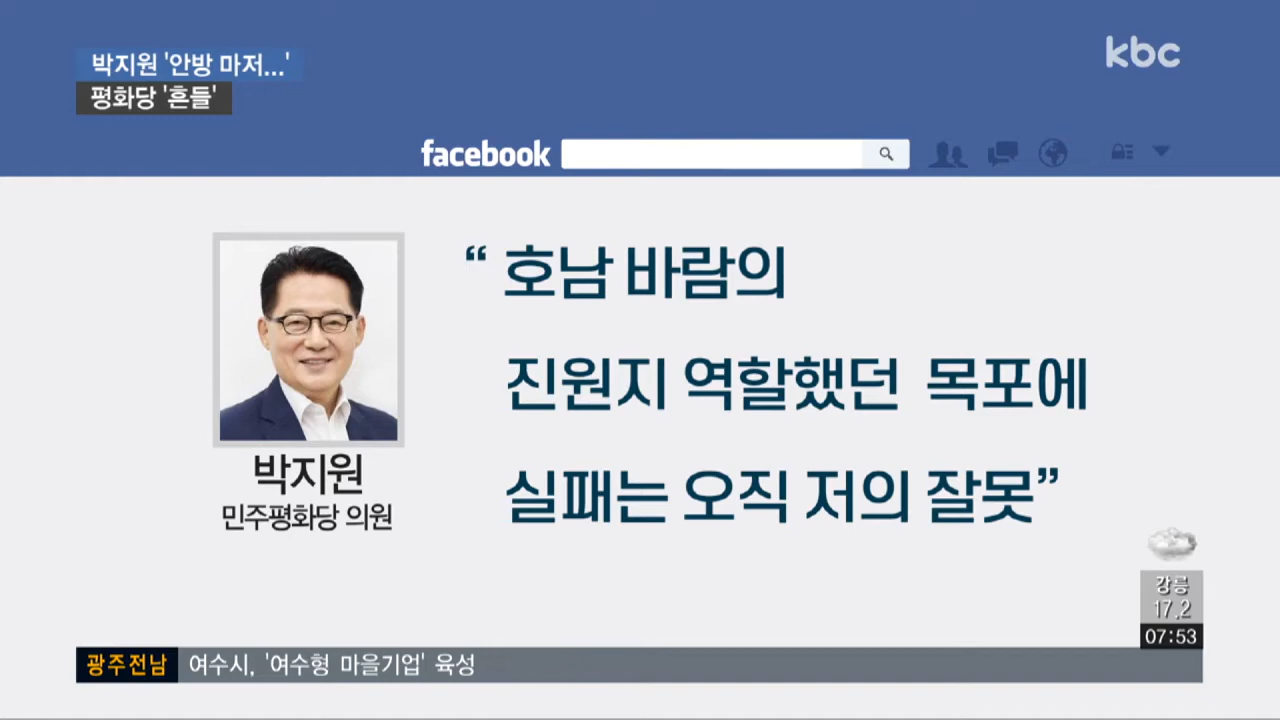 박지원 '안방 마저...'
평화당 '흔들'
kbc
facebook
“ 호남 바람의
진원지 역할했던 목포에
실패는 오직 저의 잘못”
박지원
민주평화당 의원
강릉
17.2
07:53
광주전남 여수시, '여수형 마을기업' 육성